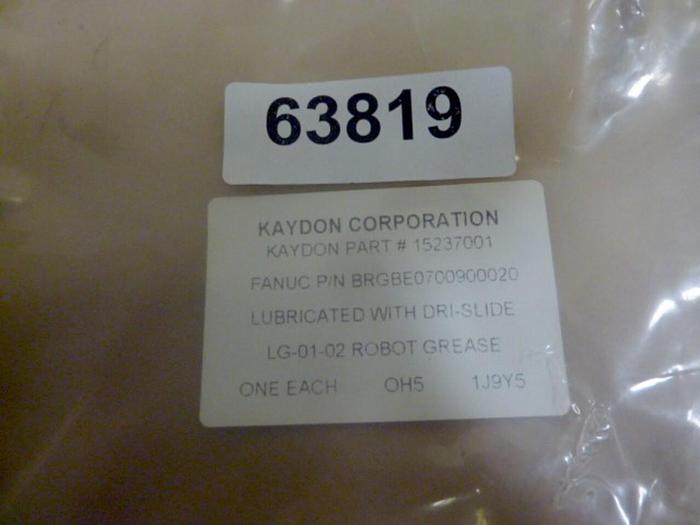 63819
KAYDON CORPORATION
KAYDON PART # 15237001
FANUC P/N BRGBE0700900020
LUBRICATED WITH DRI-SLIDE
LG-01-02 ROBOT GREASE
ONE EACH OH5 1J9Y5